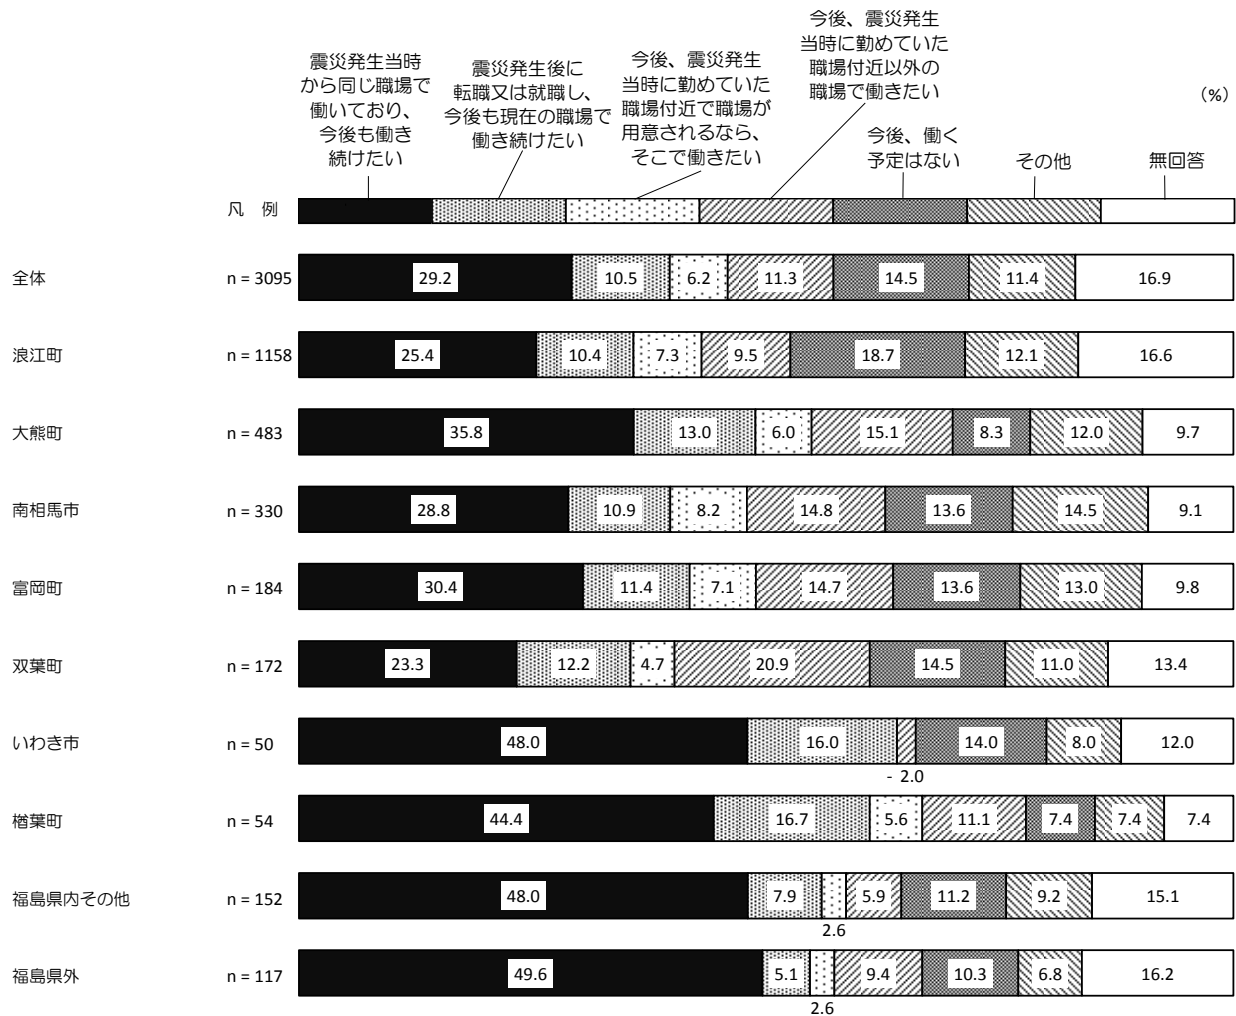 今後、震災発生
当時に勤めていた
職場付近以外の
職場で働きたい
震災発生当時
から同じ職場で
働いており、
今後も働き
続けたい
震災発生後に
転職又は就職し、
今後も現在の職場で
働き続けたい
今後、震災発生
当時に勤めていた
職場付近で職場が
用意されるなら、
そこで働きたい
今後、働く
予定はない
その他
無回答
(%)
凡 例
全体 n = 3095 29.2 10.5 6.2 11.3 14.5 11.4 16.9
浪江町 n = 1158 25.4 10.4 7.3 9.5 18.7 12.1 16.6
大熊町 n = 483 35.8 13.0 6.0 15.1 8.3 12.0 9.7
南相馬市 n = 330 28.8 10.9 8.2 14.8 13.6 14.5 9.1
富岡町 n = 184 30.4 11.4 7.1 14.7 13.6 13.0 9.8
双葉町 n = 172 23.3 12.2 4.7 20.9 14.5 11.0 13.4
いわき市 n = 50 48.0 16.0 14.0 8.0 12.0
- 2.0
楢葉町 n = 54 44.4 16.7 5.6 11.1 7.4 7.4 7.4
福島県内その他 n = 152 48.0 7.9 5.9 11.2 9.2 15.1
2.6
福島県外 n = 117 49.6 5.1 9.4 10.3 6.8 16.2
2.6